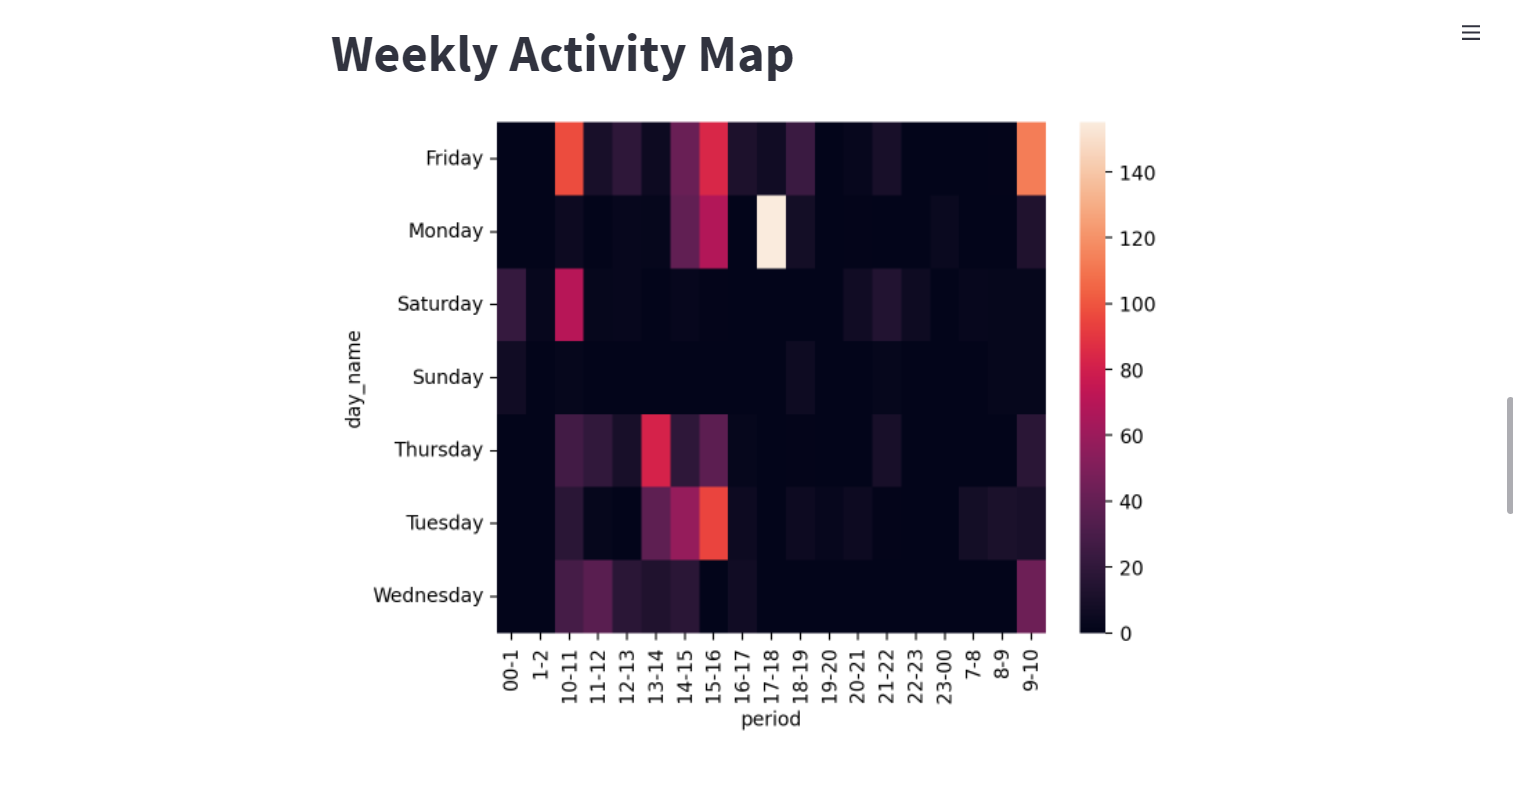 Weekly Activity Map
Friday
Monday
Saturday
Sunday
Thursday
Tuesday
Wednesday
day_name
00-1
1-2
10-11
11-12
12-13
13-14
14-15
15-16
16-17
17-18
18-19
19-20
20-21
21-22
22-23
23-00
7-8
8-9
9-10
period
140
120
100
80
60
40
20
0